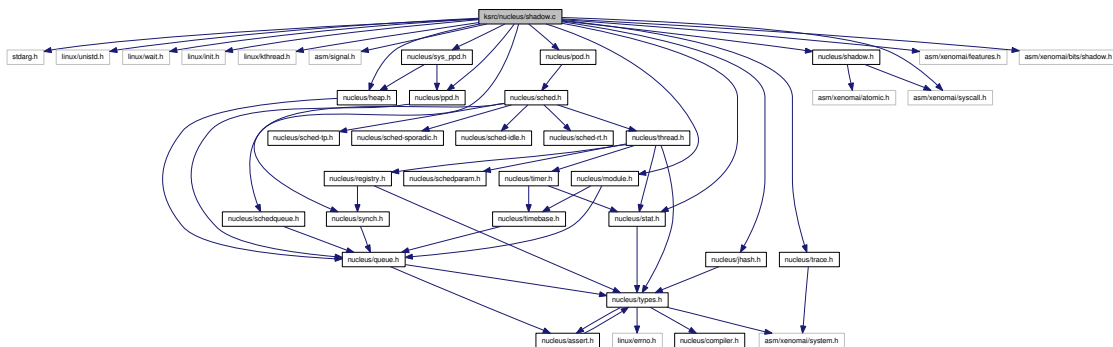 ksrc/nucleus/shadow.c
stdarg.h
linux/unistd.h
linux/wait.h
linux/init.h
linux/kthread.h
asm/signal.h
nucleus/sys_ppd.h
nucleus/pod.h
nucleus/shadow.h
asm/xenomai/features.h
asm/xenomai/bits/shadow.h
nucleus/heap.h
nucleus/ppd.h
nucleus/sched.h
asm/xenomai/atomic.h
asm/xenomai/syscall.h
nucleus/sched-tp.h
nucleus/sched-sporadic.h
nucleus/sched-idle.h
nucleus/sched-rt.h
nucleus/thread.h
nucleus/registry.h
nucleus/schedparam.h
nucleus/timer.h
nucleus/module.h
nucleus/schedqueue.h
nucleus/synch.h
nucleus/timebase.h
nucleus/stat.h
nucleus/queue.h
nucleus/jhash.h
nucleus/trace.h
nucleus/types.h
nucleus/assert.h
linux/errno.h
nucleus/compiler.h
asm/xenomai/system.h